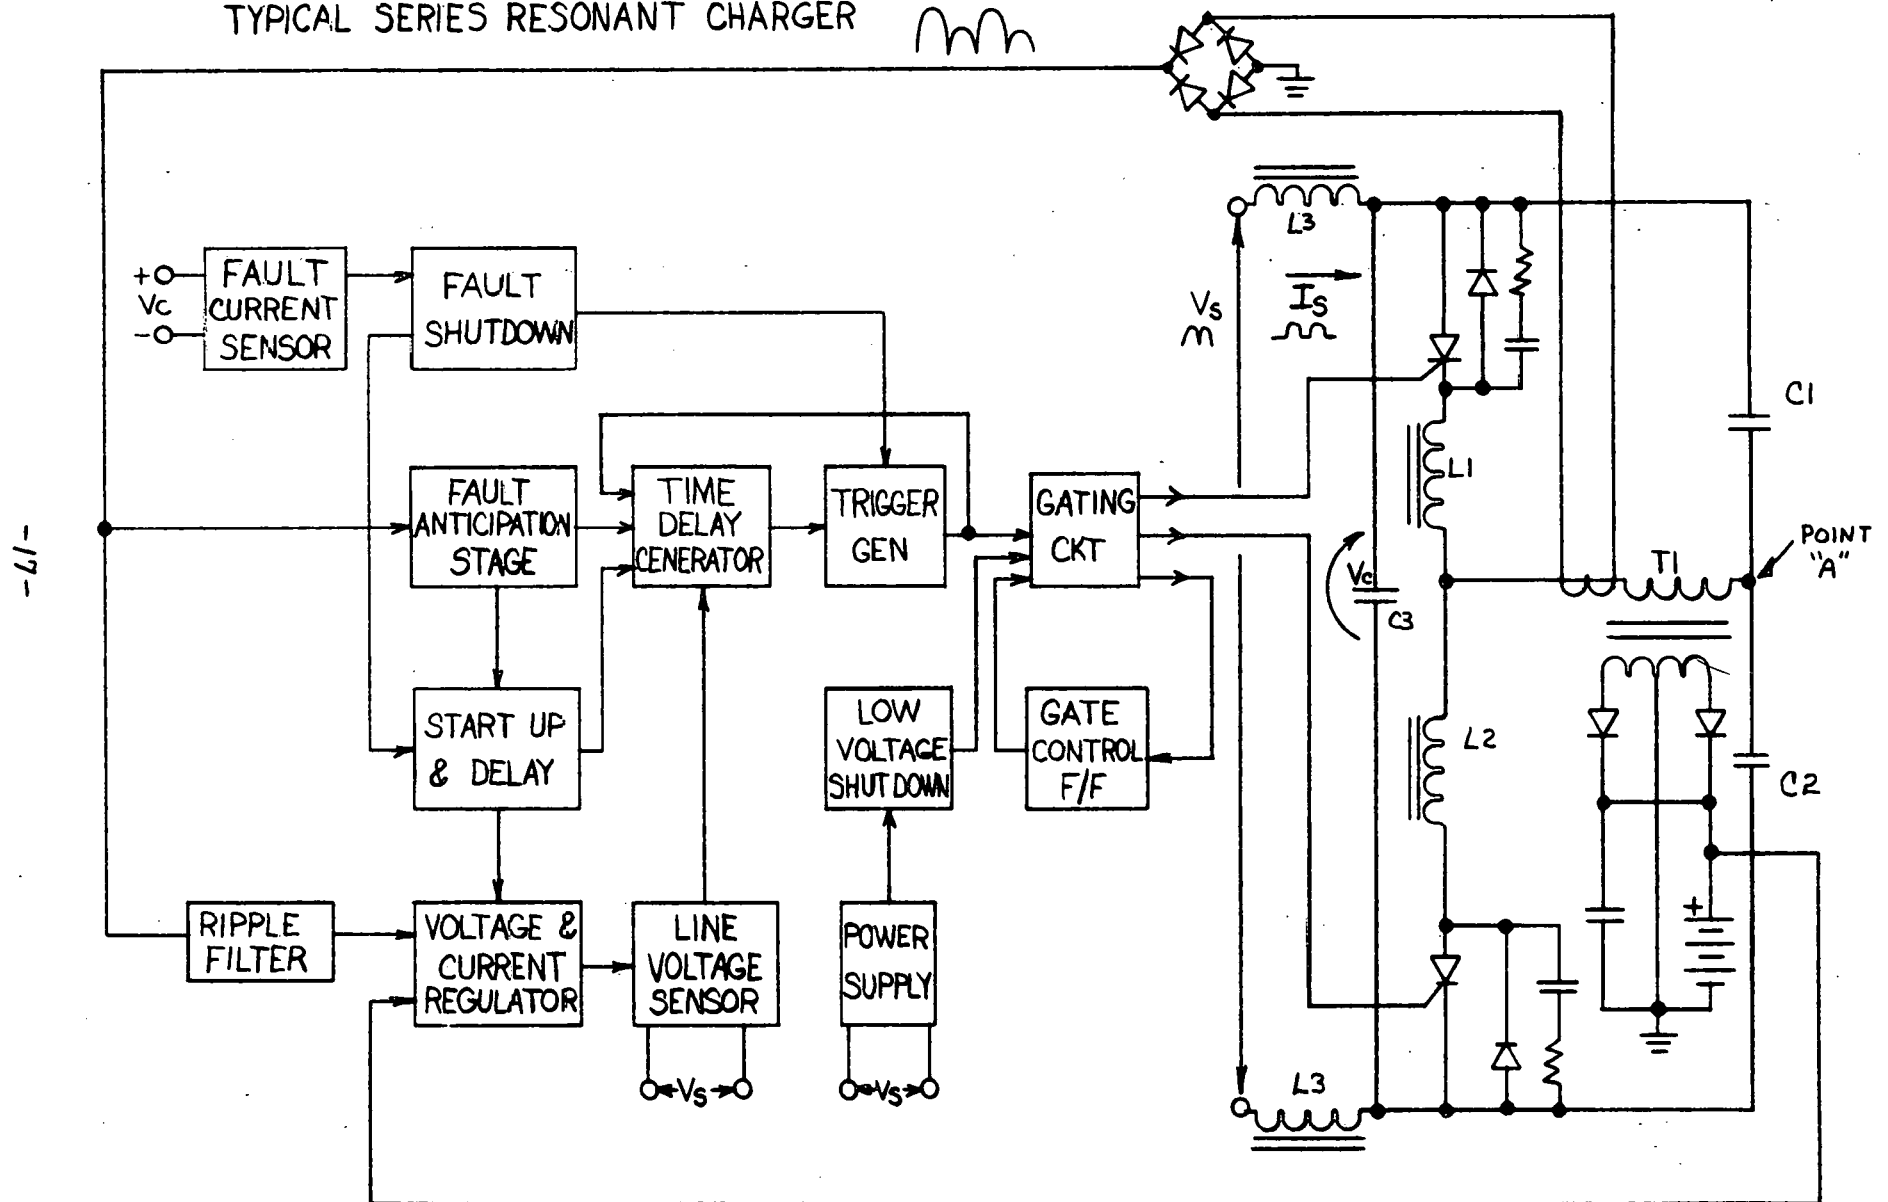 TYPICAL SERIES RESONANT CHARGER
L3
+
Vc
-
FAULT
CURRENT
SENSOR
FAULT
SHUTDOWN
Vs
Is
C1
L1
FAULT
ANTICIPATION
STAGE
TIME
DELAY
CENERATOR
TRIGGER
GEN
GATING
CKT
POINT
"A"
T1
Vc
C3
-17-
START UP
& DELAY
LOW
VOLTAGE
SHUTDOWN
GATE
CONTROL
F/F
L2
C2
RIPPLE
FILTER
VOLTAGE &
CURRENT
REGULATOR
LINE
VOLTAGE
SENSOR
POWER
SUPPLY
+
Vs
Vs
L3